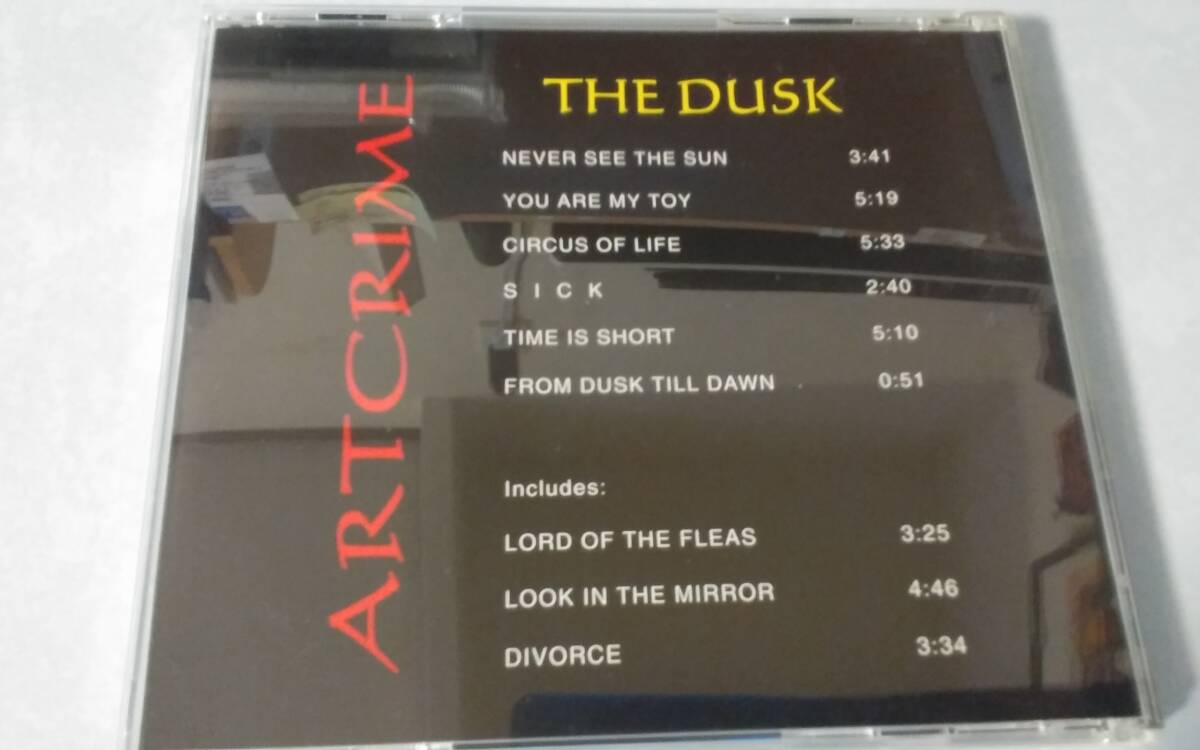 ARTCRIME
THE DUSK
NEVER SEE THE SUN 3:41
YOU ARE MY TOY 5:19
CIRCUS OF LIFE 5:33
S I C K 2:40
TIME IS SHORT 5:10
FROM DUSK TILL DAWN 0:51
Includes:
LORD OF THE FLEAS 3:25
LOOK IN THE MIRROR 4:46
DIVORCE 3:34